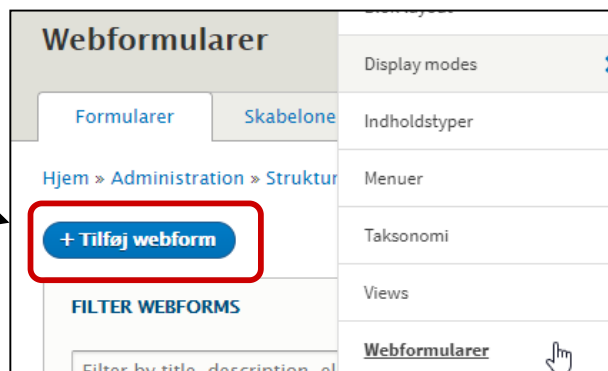 Webformularer
Formularer
Skabelone
Hjem » Administration » Struktur
+ Tilføj webform
FILTER WEBFORMS
Filter by title, description, el
Display modes
Indholdstyper
Menuer
Taksonomi
Views
Webformularer